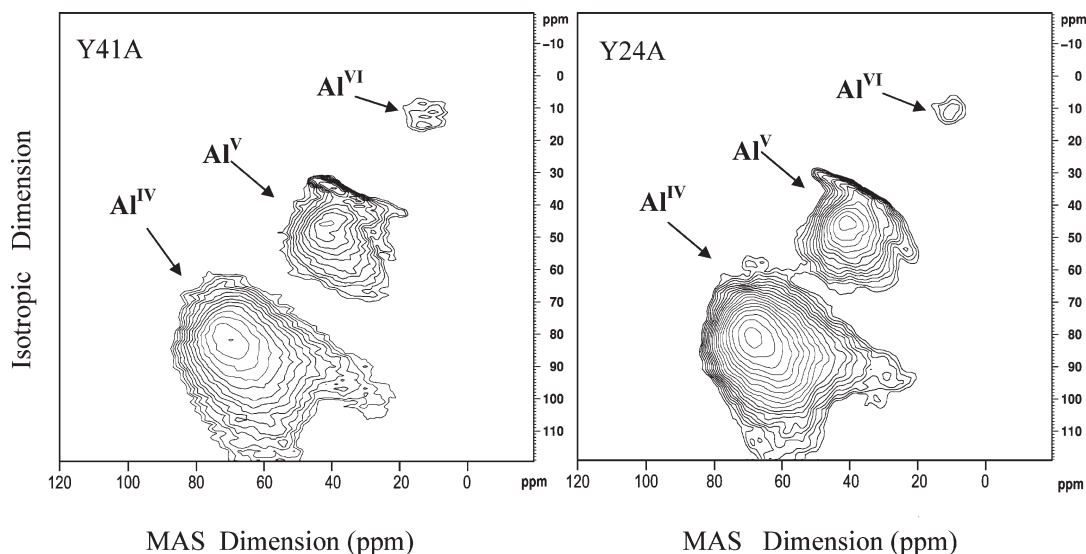 Y41A
Al^VI
Al^V
Al^IV
ppm
-10
0
10
20
30
40
50
60
70
80
90
100
110
120 100 80 60 40 20 0 ppm
Isotropic Dimension
MAS Dimension (ppm)
Y24A
Al^VI
Al^V
Al^IV
ppm
-10
0
10
20
30
40
50
60
70
80
90
100
110
120 100 80 60 40 20 0 ppm
MAS Dimension (ppm)